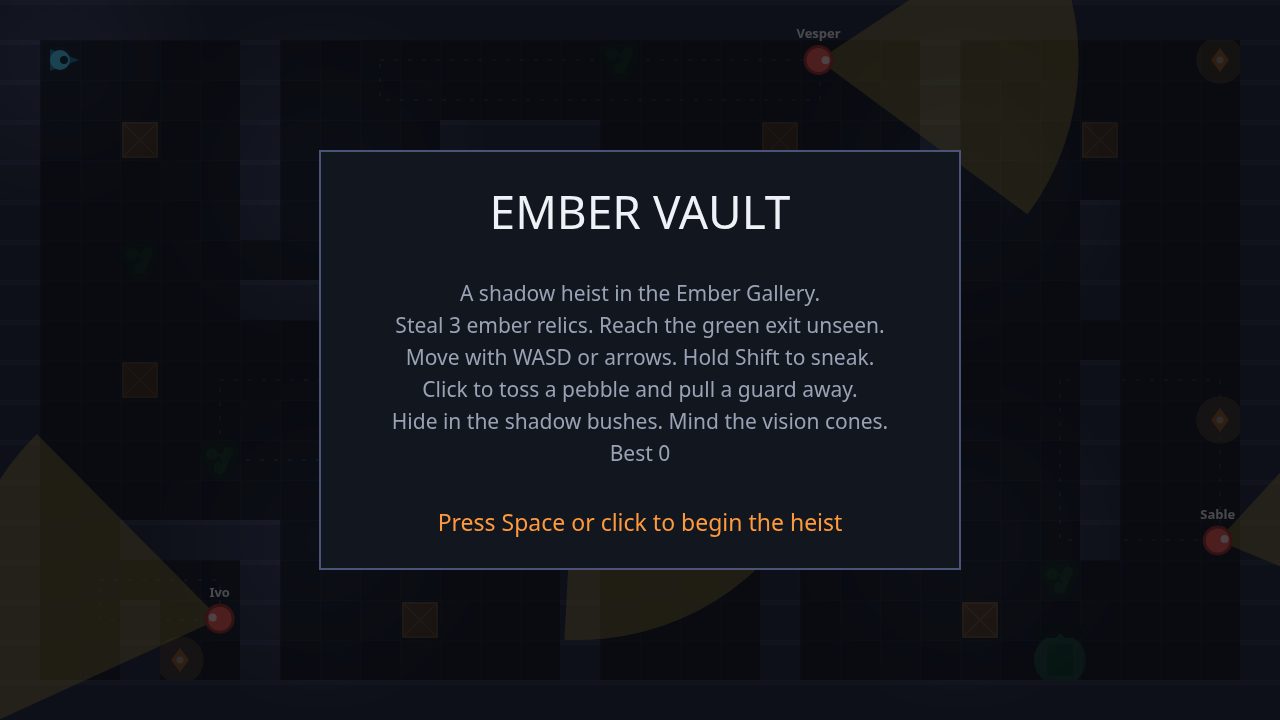 Vesper
EMBER VAULT
A shadow heist in the Ember Gallery.
Steal 3 ember relics. Reach the green exit unseen.
Move with WASD or arrows. Hold Shift to sneak.
Click to toss a pebble and pull a guard away.
Hide in the shadow bushes. Mind the vision cones.
Best 0
Press Space or click to begin the heist
Sable
Ivo